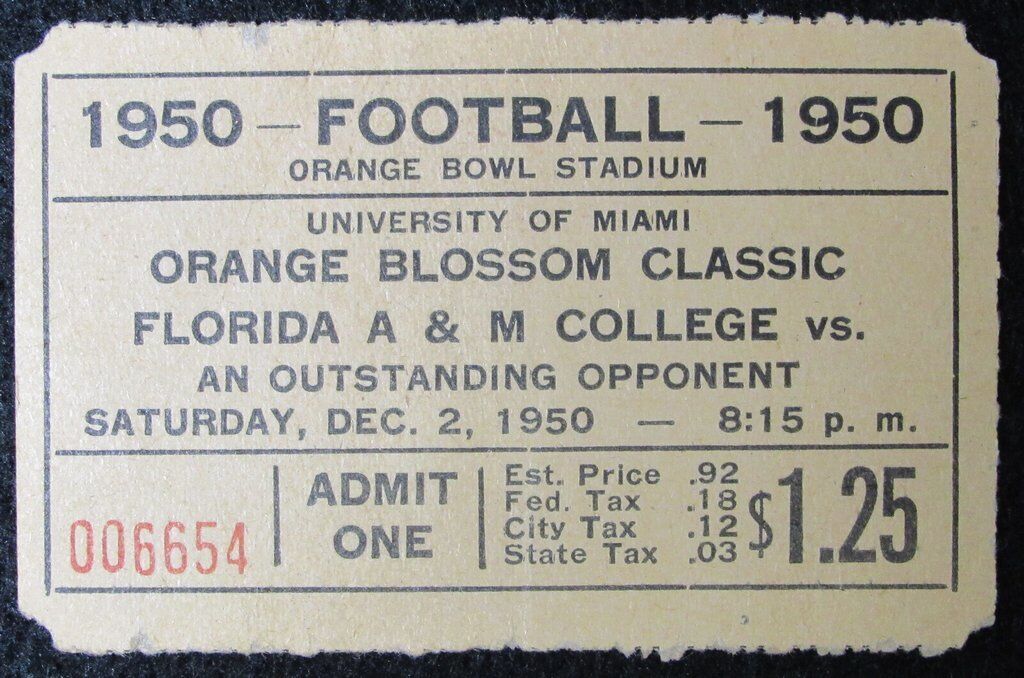 1950 — FOOTBALL — 1950
ORANGE BOWL STADIUM
UNIVERSITY OF MIAMI
ORANGE BLOSSOM CLASSIC
FLORIDA A & M COLLEGE vs.
AN OUTSTANDING OPPONENT
SATURDAY, DEC. 2, 1950 — 8:15 p. m.
006654
ADMIT
ONE
Est. Price .92
Fed. Tax .18
City Tax .12
State Tax .03
$1.25